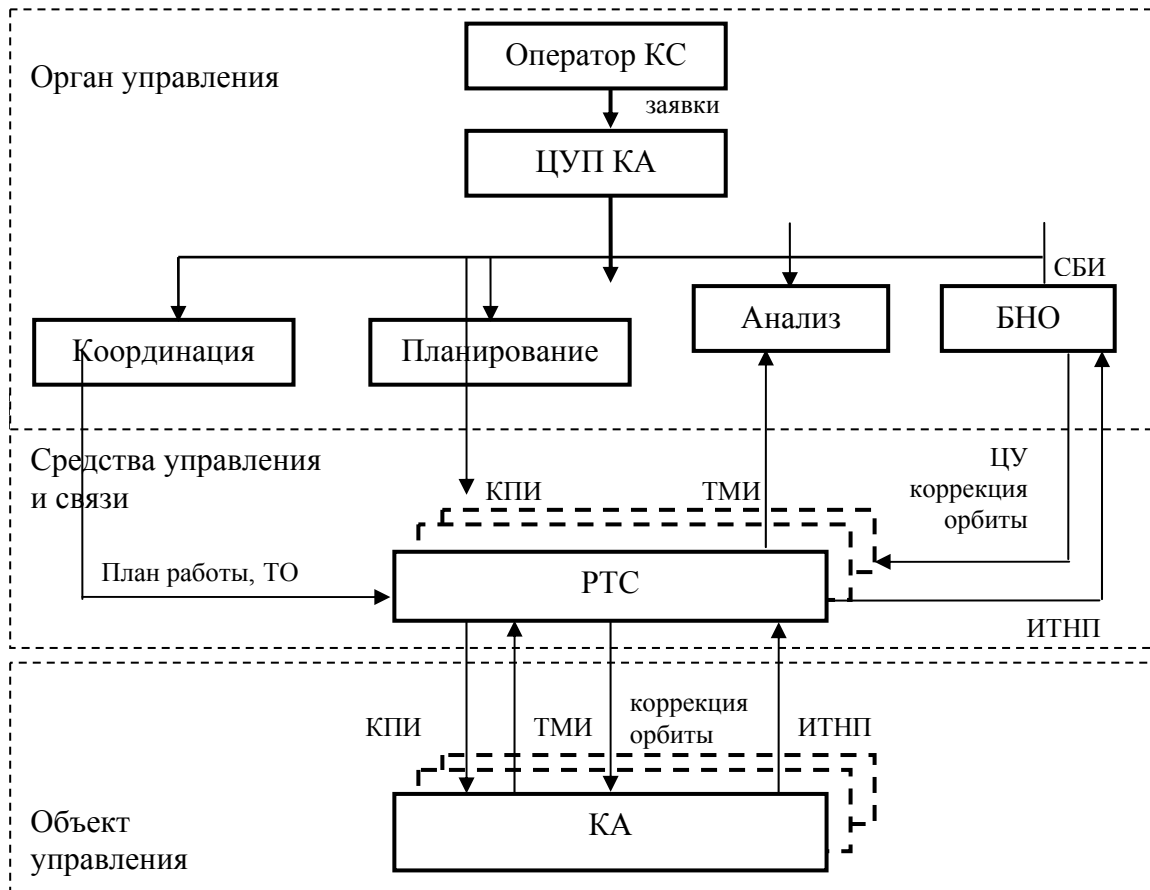 Оператор КС
Орган управления
заявки
ЦУП КА
СБИ
Координация
Планирование
Анализ
БНО
Средства управления
и связи
КПИ
ТМИ
ЦУ
коррекция
орбиты
План работы, ТО
РТС
ИТНП
КПИ
ТМИ
коррекция
орбиты
ИТНП
Объект
управления
КА